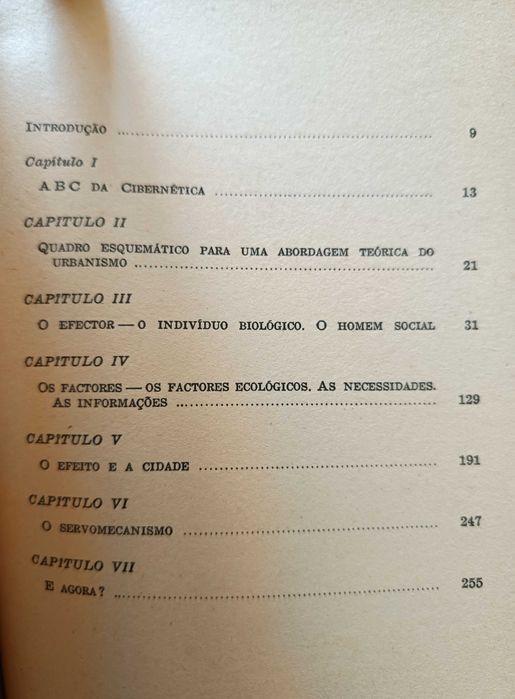 INTRODUÇÃO ........ 9
Capítulo I
A B C DA CIBERNÉTICA ........ 13
CAPITULO II
QUADRO ESQUEMÁTICO PARA UMA ABORDAGEM TEÓRICA DO
URBANISMO ........ 21
CAPITULO III
O EFECTOR — O INDIVÍDUO BIOLÓGICO. O HOMEM SOCIAL 31
CAPITULO IV
OS FACTORES — OS FACTORES ECOLÓGICOS. AS NECESSIDADES.
AS INFORMAÇÕES ........ 129
CAPITULO V
O EFEITO E A CIDADE ........ 191
CAPITULO VI
O SERVOMECANISMO ........ 247
CAPITULO VII
E AGORA? ........ 255